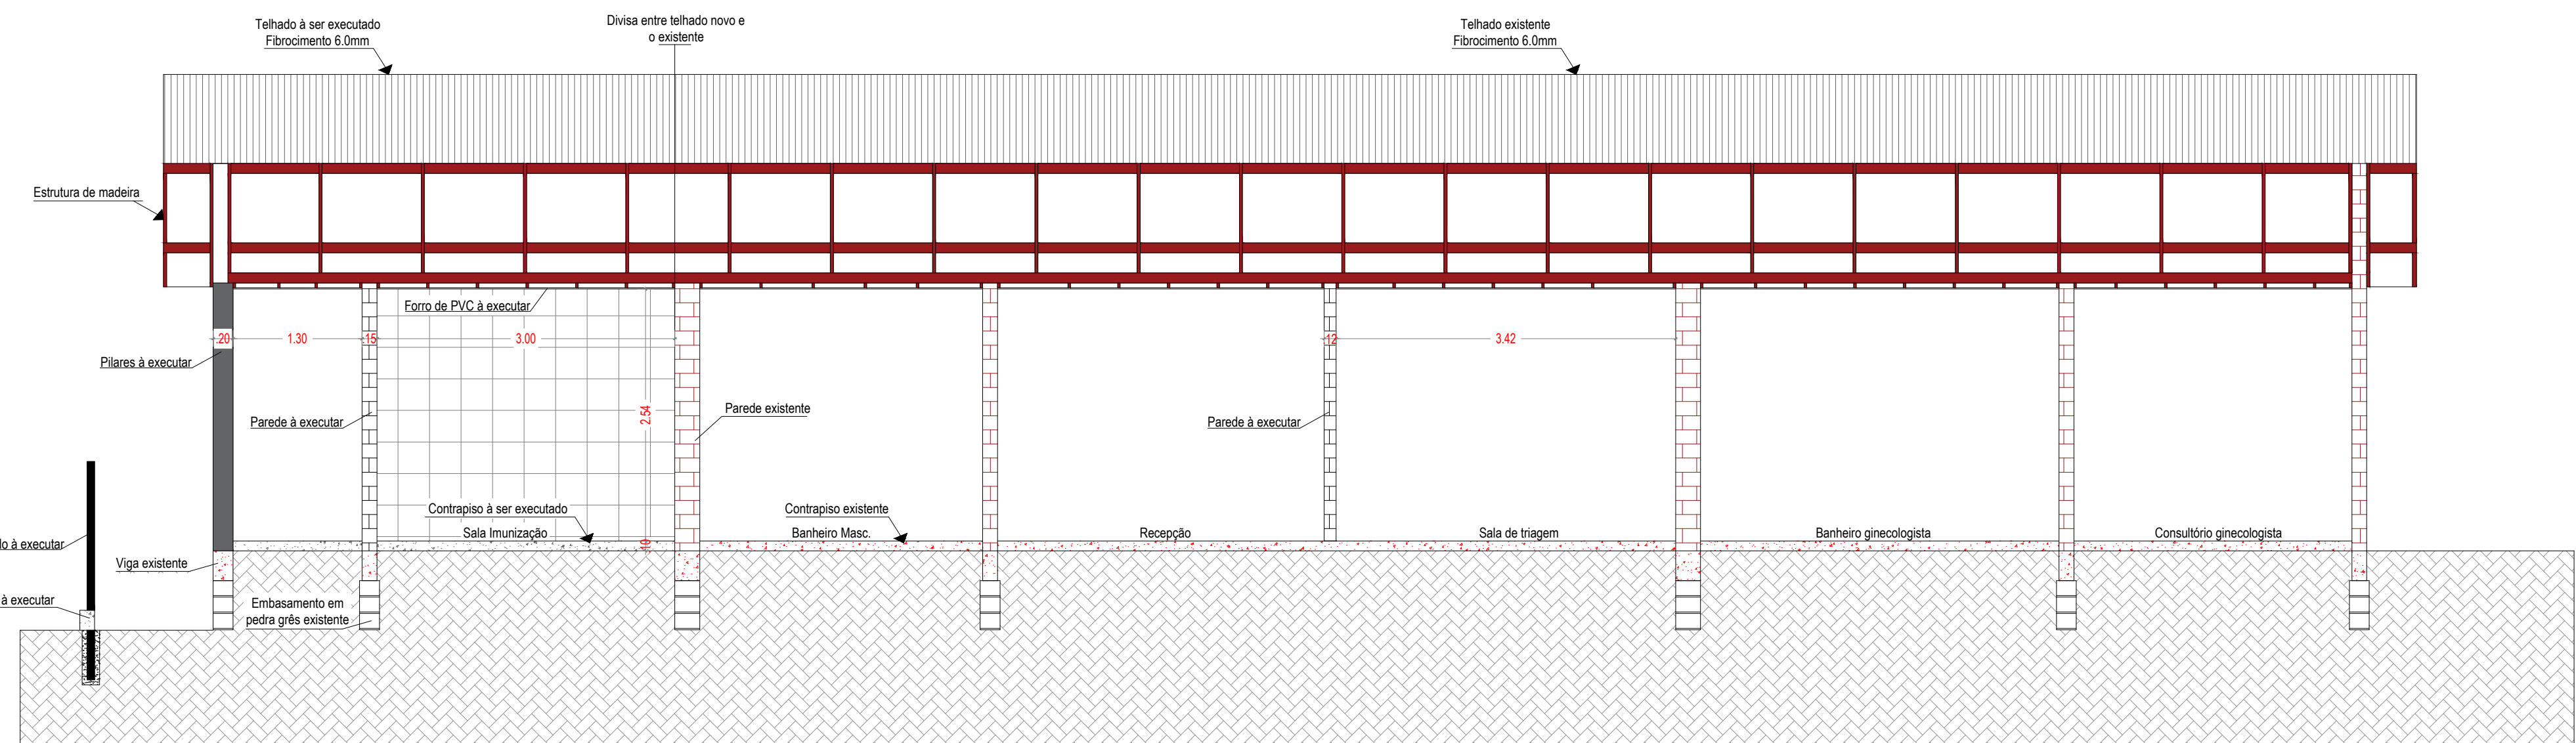 Telhado à ser executado
Fibrocimento 6.0mm
Divisa entre telhado novo e
o existente
Telhado existente
Fibrocimento 6.0mm
Estrutura de madeira
Forro de PVC à executar
.20
1.30
.15
3.00
.12
3.42
Pilares à executar
Parede à executar
2.54
Parede existente
Parede à executar
Contrapiso à ser executado
Sala Imunização
Contrapiso existente
Banheiro Masc.
Recepção
Sala de triagem
Banheiro ginecologista
Consultório ginecologista
.10
lo à executar
Viga existente
à executar
Embasamento em
pedra grês existente